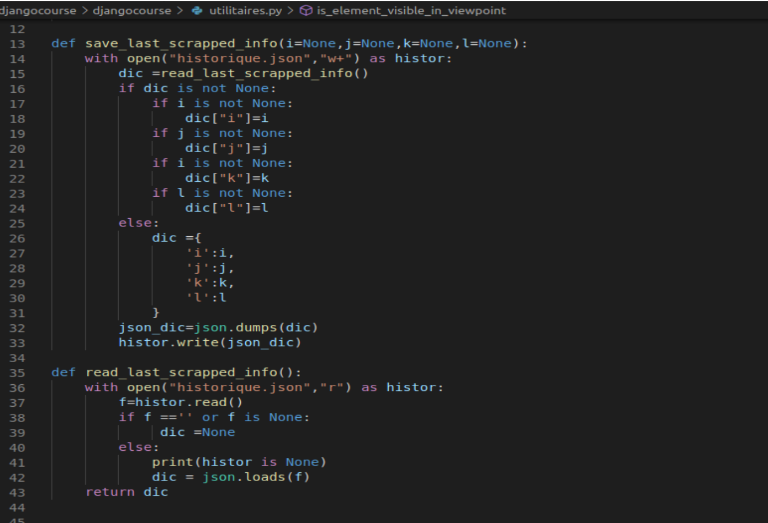 djangocourse > djangocourse > utilitaires.py > is_element_visible_in_viewpoint
12
13 def save_last_scrapped_info(i=None,j=None,k=None,l=None):
14     with open("historique.json","w+") as histor:
15         dic =read_last_scrapped_info()
16         if dic is not None:
17             if i is not None:
18                 dic["i"]=i
19             if j is not None:
20                 dic["j"]=j
21             if i is not None:
22                 dic["k"]=k
23             if l is not None:
24                 dic["l"]=l
25         else:
26             dic ={
27                 'i':i,
28                 'j':j,
29                 'k':k,
30                 'l':l
31             }
32         json_dic=json.dumps(dic)
33         histor.write(json_dic)
34
35 def read_last_scrapped_info():
36     with open("historique.json","r") as histor:
37         f=histor.read()
38         if f =='' or f is None:
39              dic =None
40         else:
41             print(histor is None)
42             dic = json.loads(f)
43     return dic
44
45